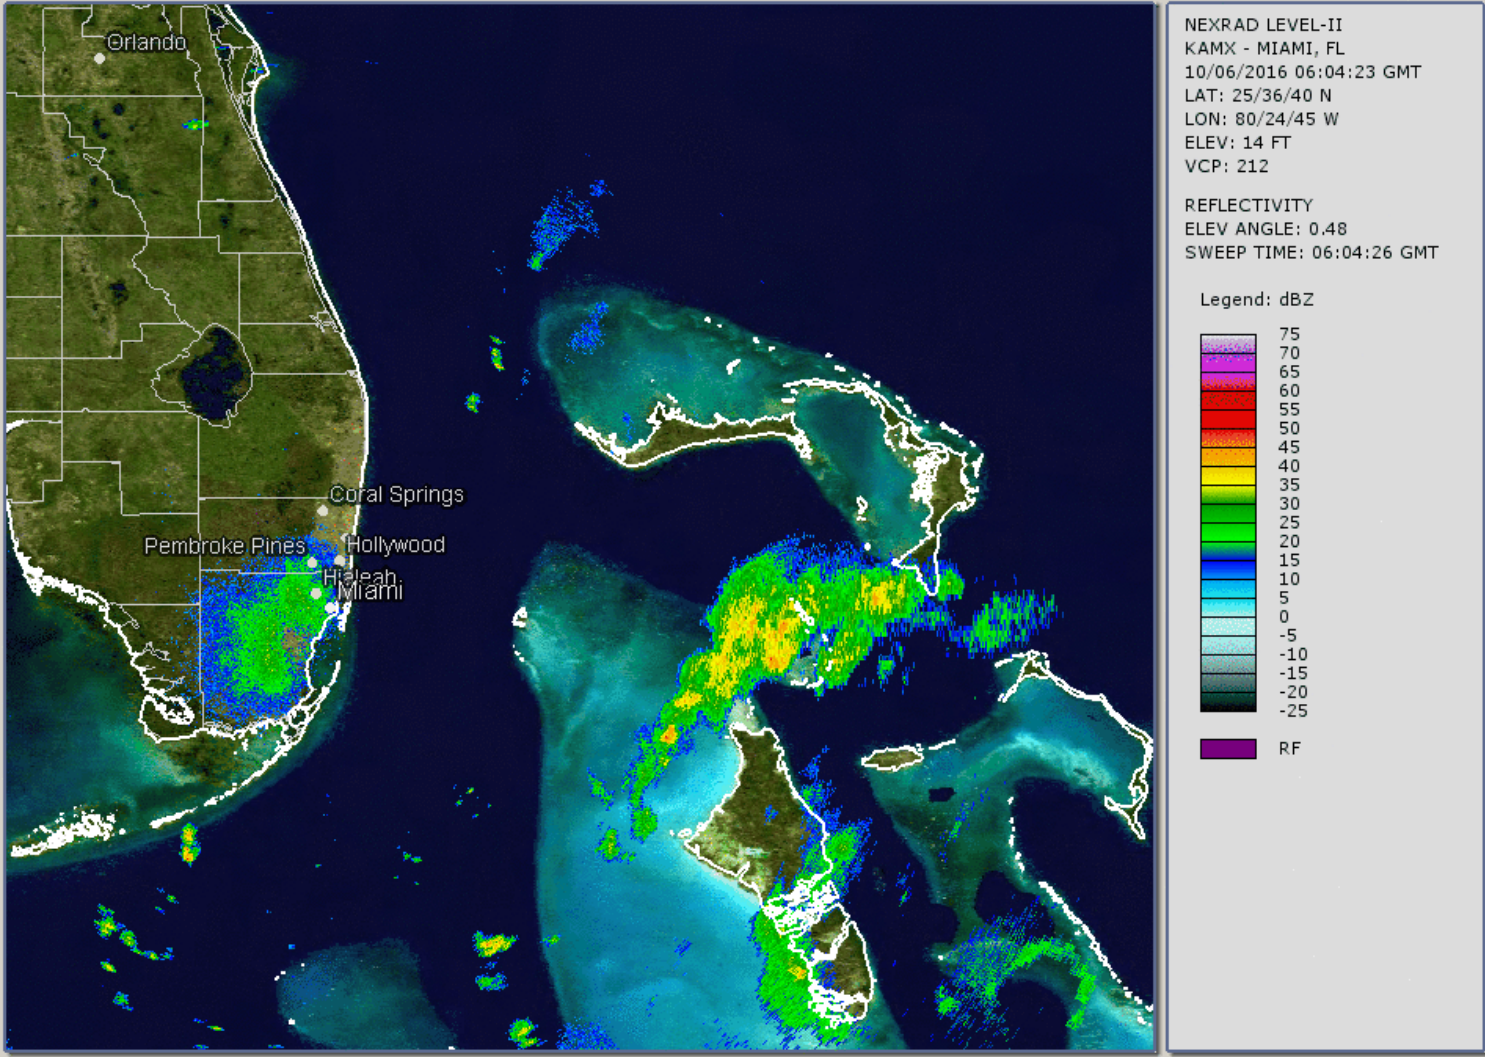 Orlando
Coral Springs
Pembroke Pines
Hollywood
Hialeah
Miami
NEXRAD LEVEL-II
KAMX - MIAMI, FL
10/06/2016 06:04:23 GMT
LAT: 25/36/40 N
LON: 80/24/45 W
ELEV: 14 FT
VCP: 212
REFLECTIVITY
ELEV ANGLE: 0.48
SWEEP TIME: 06:04:26 GMT
Legend: dBZ
75
70
65
60
55
50
45
40
35
30
25
20
15
10
5
0
-5
-10
-15
-20
-25
RF